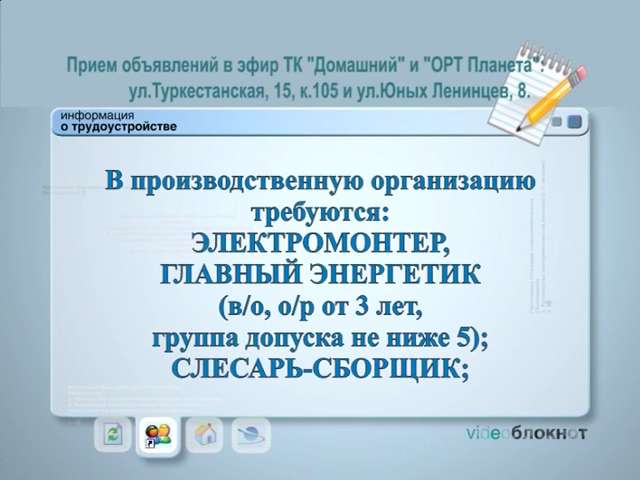 Прием объявлений в эфир ТК "Домашний" и "ОРТ Планета":
ул.Туркестанская, 15, к.105 и ул.Юных Ленинцев, 8.
информация
о трудоустройстве
В производственную организацию
требуются:
ЭЛЕКТРОМОНТЕР,
ГЛАВНЫЙ ЭНЕРГЕТИК
(в/о, о/р от 3 лет,
группа допуска не ниже 5);
СЛЕСАРЬ-СБОРЩИК;
videoблокнот